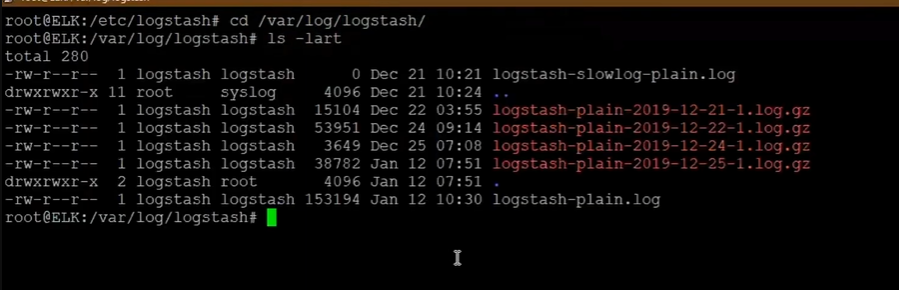 root@ELK:/etc/logstash# cd /var/log/logstash/
root@ELK:/var/log/logstash# ls -lart
total 280
-rw-r--r--  1 logstash logstash      0 Dec 21 10:21 logstash-slowlog-plain.log
drwxrwxr-x 11 root     syslog     4096 Dec 21 10:24 ..
-rw-r--r--  1 logstash logstash  15104 Dec 22 03:55 logstash-plain-2019-12-21-1.log.gz
-rw-r--r--  1 logstash logstash  53951 Dec 24 09:14 logstash-plain-2019-12-22-1.log.gz
-rw-r--r--  1 logstash logstash   3649 Dec 25 07:08 logstash-plain-2019-12-24-1.log.gz
-rw-r--r--  1 logstash logstash  38782 Jan 12 07:51 logstash-plain-2019-12-25-1.log.gz
drwxrwxr-x  2 logstash root       4096 Jan 12 07:51 .
-rw-r--r--  1 logstash logstash 153194 Jan 12 10:30 logstash-plain.log
root@ELK:/var/log/logstash#